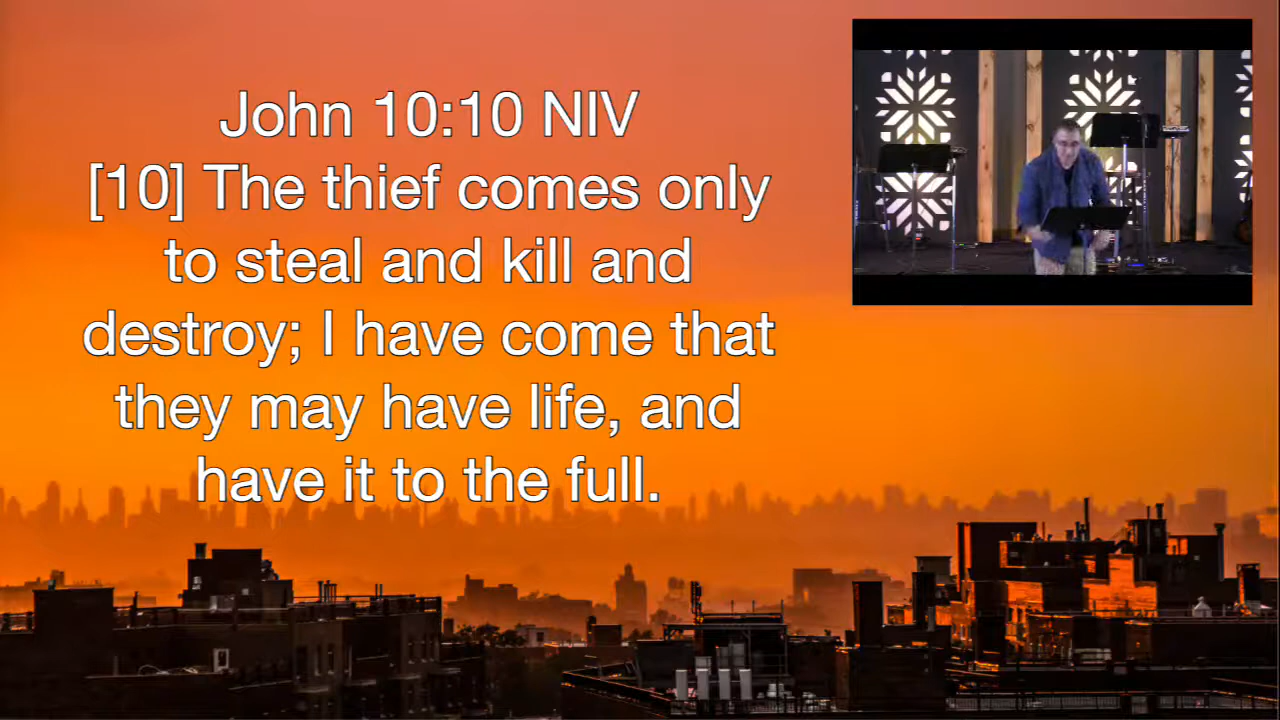 John 10:10 NIV
[10] The thief comes only
to steal and kill and
destroy; I have come that
they may have life, and
have it to the full.